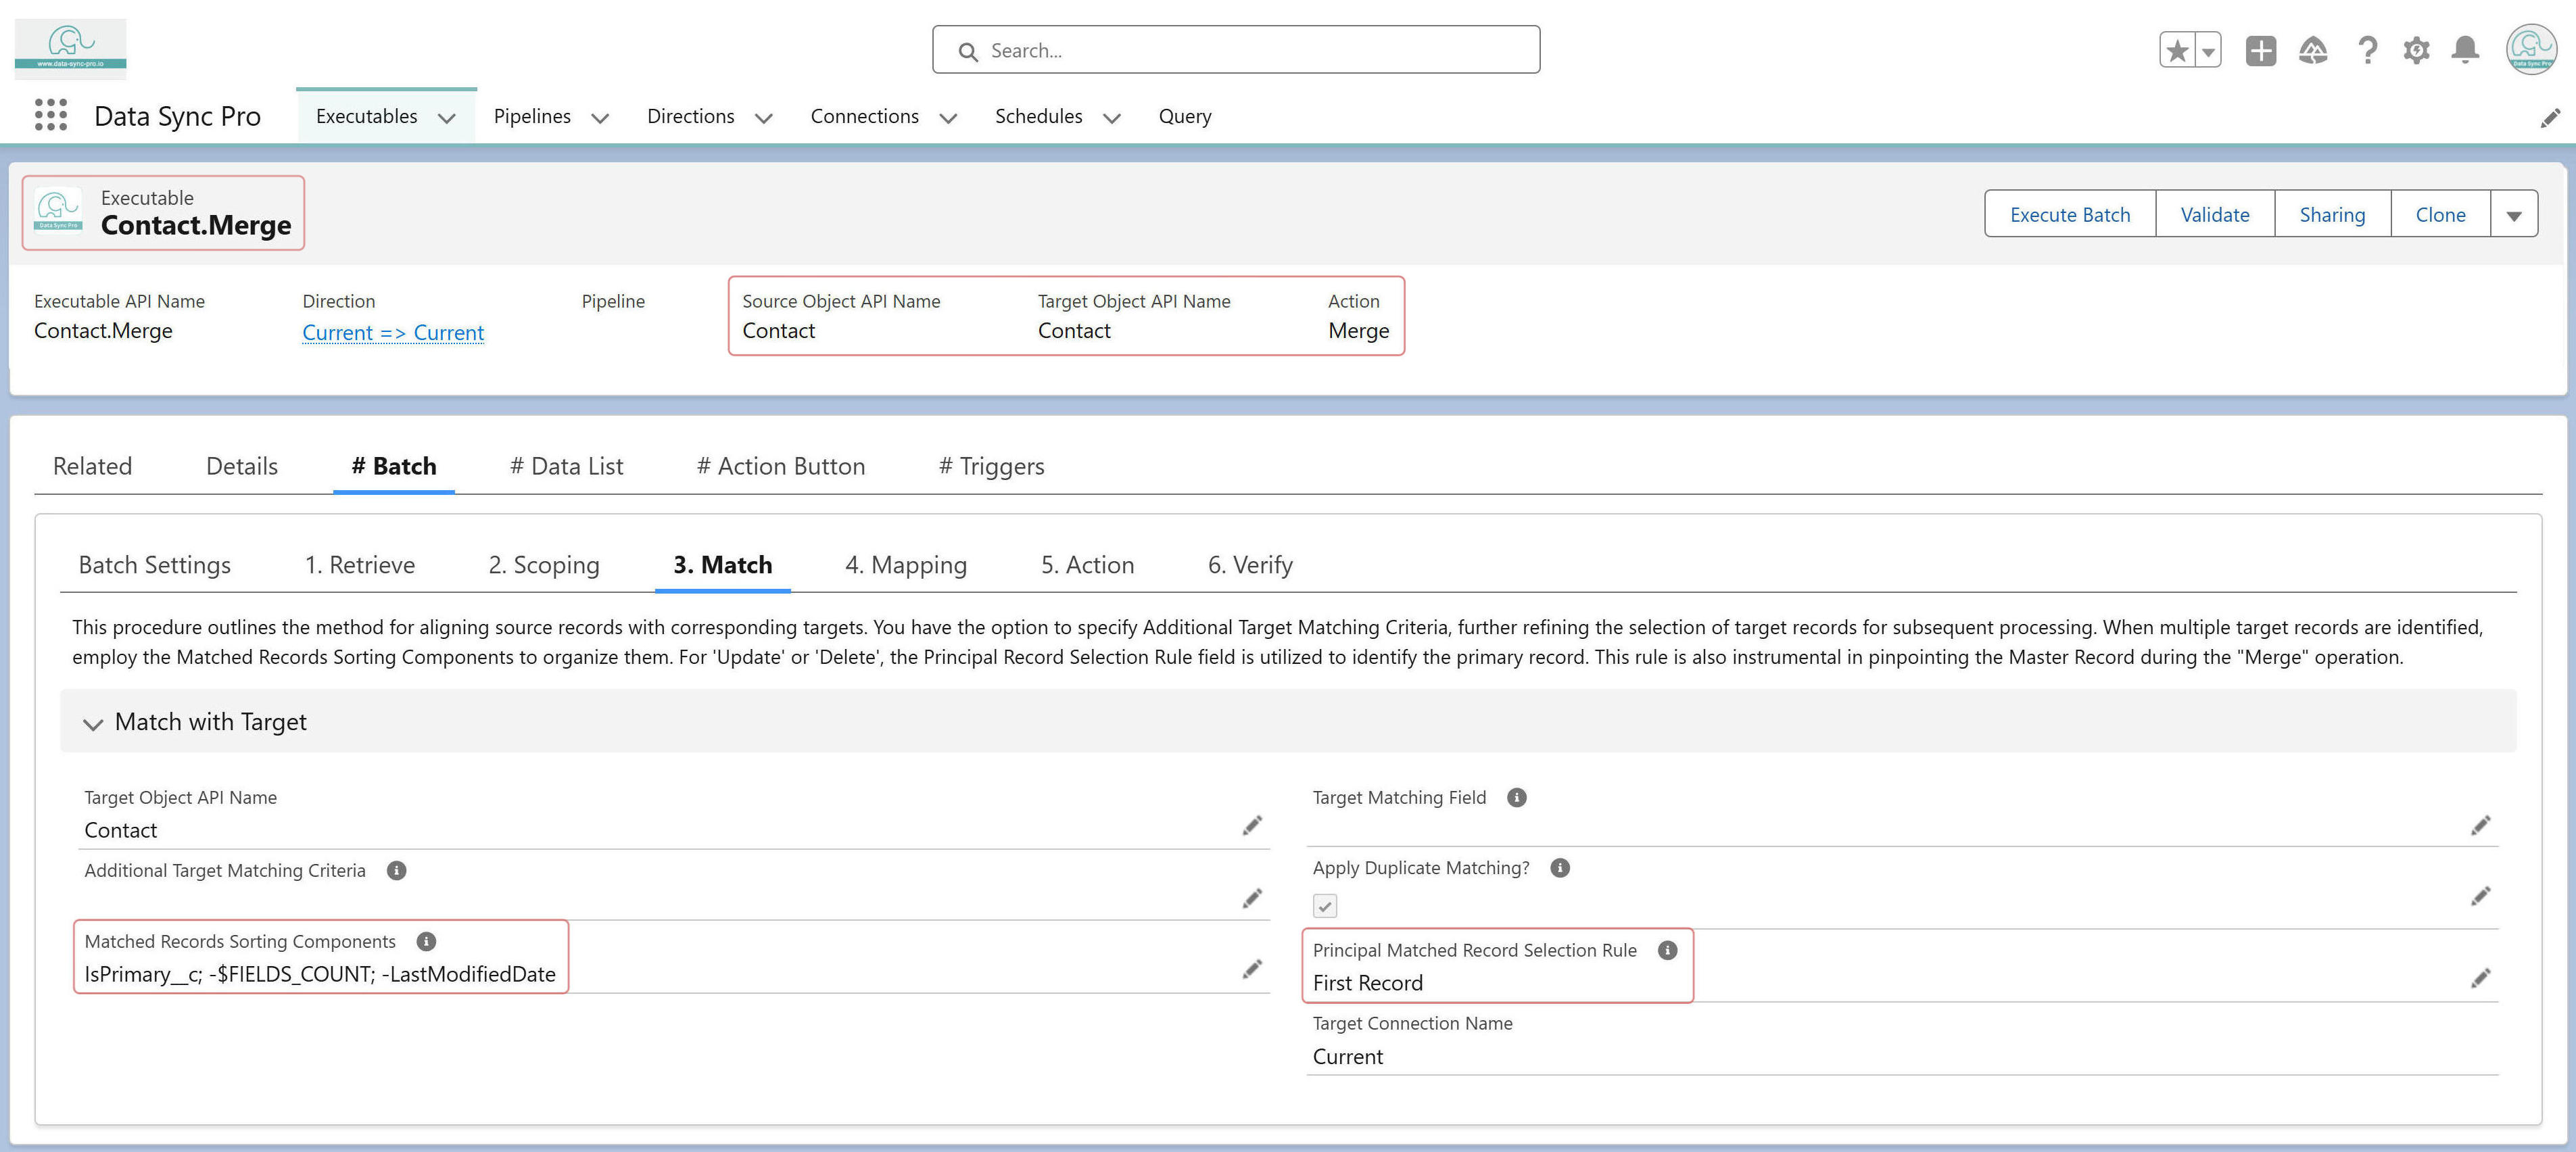 www.data-sync-pro.io
Search...
Data Sync Pro
Data Sync Pro
Executables
Pipelines
Directions
Connections
Schedules
Query
Data Sync Pro
Executable
Contact.Merge
Execute Batch
Validate
Sharing
Clone
Executable API Name
Direction
Pipeline
Source Object API Name
Target Object API Name
Action
Contact.Merge
Current => Current
Contact
Contact
Merge
Related
Details
# Batch
# Data List
# Action Button
# Triggers
Batch Settings
1. Retrieve
2. Scoping
3. Match
4. Mapping
5. Action
6. Verify
This procedure outlines the method for aligning source records with corresponding targets. You have the option to specify Additional Target Matching Criteria, further refining the selection of target records for subsequent processing. When multiple target records are identified,
employ the Matched Records Sorting Components to organize them. For 'Update' or 'Delete', the Principal Record Selection Rule field is utilized to identify the primary record. This rule is also instrumental in pinpointing the Master Record during the "Merge" operation.
Match with Target
Target Object API Name
Contact
Target Matching Field
Additional Target Matching Criteria
Apply Duplicate Matching?
Matched Records Sorting Components
IsPrimary__c; -$FIELDS_COUNT; -LastModifiedDate
Principal Matched Record Selection Rule
First Record
Target Connection Name
Current